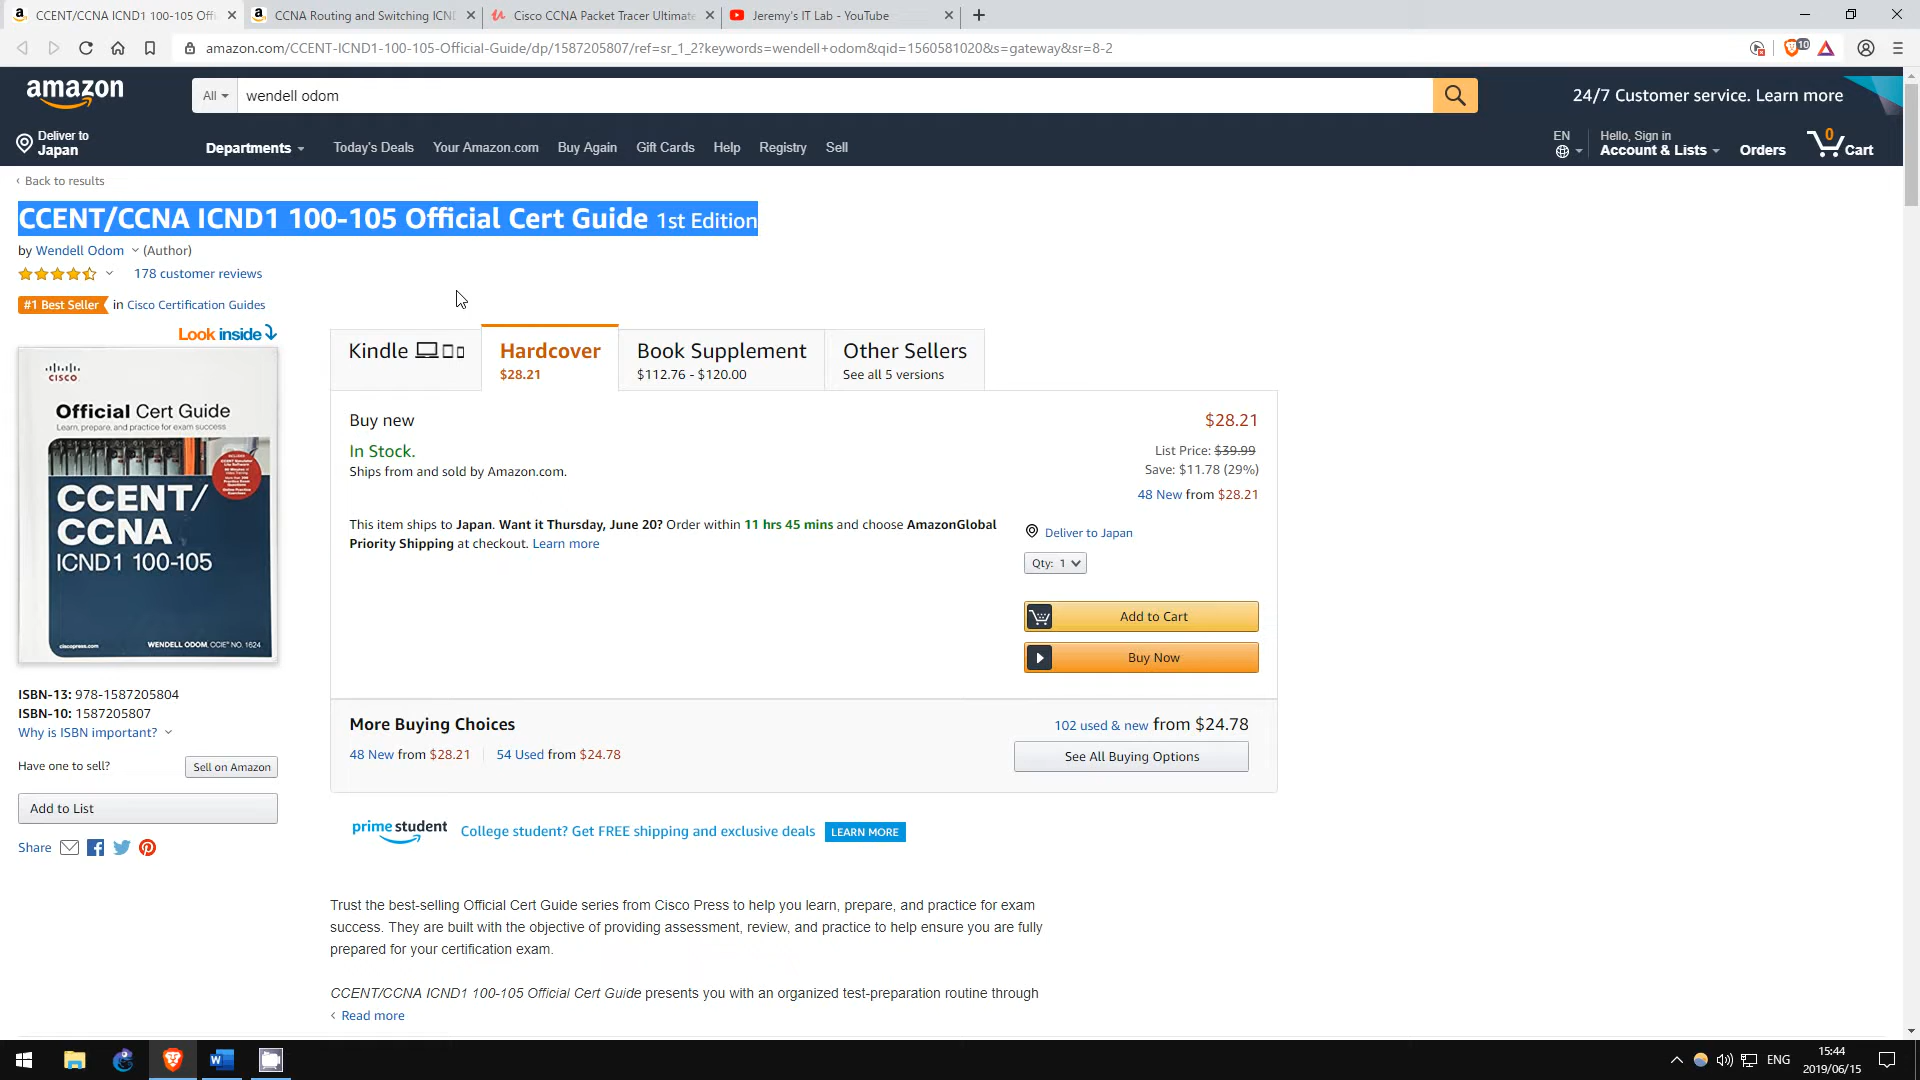 CCENT/CCNA ICND1 100-105 Offi
CCNA Routing and Switching ICN
Cisco CCNA Packet Tracer Ultimate
Jeremy's IT Lab - YouTube
amazon.com/CCENT-ICND1-100-105-Official-Guide/dp/1587205807/ref=sr_1_2?keywords=wendell+odom&qid=1560581020&s=gateway&sr=8-2
10
amazon
All
wendell odom
24/7 Customer service. Learn more
Deliver to
Japan
Departments
Today's Deals
Your Amazon.com
Buy Again
Gift Cards
Help
Registry
Sell
EN
Hello, Sign in
Account & Lists
Orders
0
Cart
‹ Back to results
CCENT/CCNA ICND1 100-105 Official Cert Guide 1st Edition
by Wendell Odom (Author)
178 customer reviews
#1 Best Seller in Cisco Certification Guides
Look inside
CISCO
Official Cert Guide
Learn, prepare, and practice for exam success
CCENT/
CCNA
ICND1 100-105
ciscopress.com
WENDELL ODOM, CCIE® NO. 1624
ISBN-13: 978-1587205804
ISBN-10: 1587205807
Why is ISBN important?
Have one to sell?
Sell on Amazon
Add to List
Share
Kindle
Hardcover
$28.21
Book Supplement
$112.76 - $120.00
Other Sellers
See all 5 versions
Buy new
$28.21
In Stock.
Ships from and sold by Amazon.com.
List Price: $39.99
Save: $11.78 (29%)
48 New from $28.21
This item ships to Japan. Want it Thursday, June 20? Order within 11 hrs 45 mins and choose AmazonGlobal
Priority Shipping at checkout. Learn more
Deliver to Japan
Qty: 1
Add to Cart
Buy Now
More Buying Choices
48 New from $28.21
54 Used from $24.78
102 used & new from $24.78
See All Buying Options
prime student
College student? Get FREE shipping and exclusive deals
LEARN MORE
Trust the best-selling Official Cert Guide series from Cisco Press to help you learn, prepare, and practice for exam
success. They are built with the objective of providing assessment, review, and practice to help ensure you are fully
prepared for your certification exam.
CCENT/CCNA ICND1 100-105 Official Cert Guide presents you with an organized test-preparation routine through
‹ Read more
ENG
15:44
2019/06/15